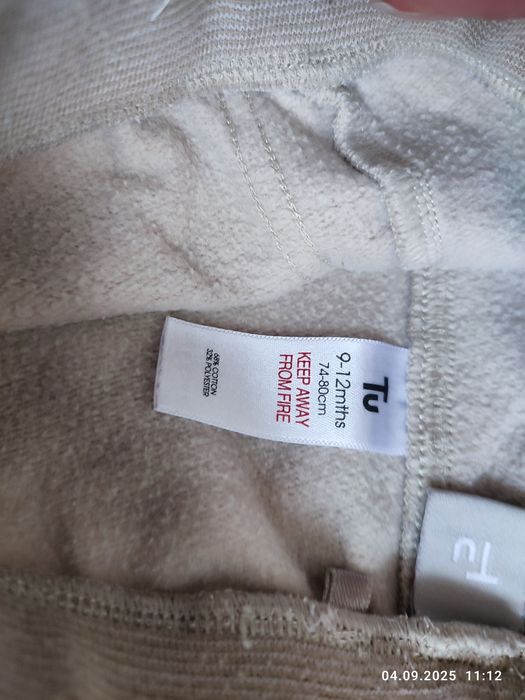 Tu
9-12mths
74-80cm
KEEP AWAY
FROM FIRE
68% COTTON
32% POLYESTER
Tu
04.09.2025 11:12